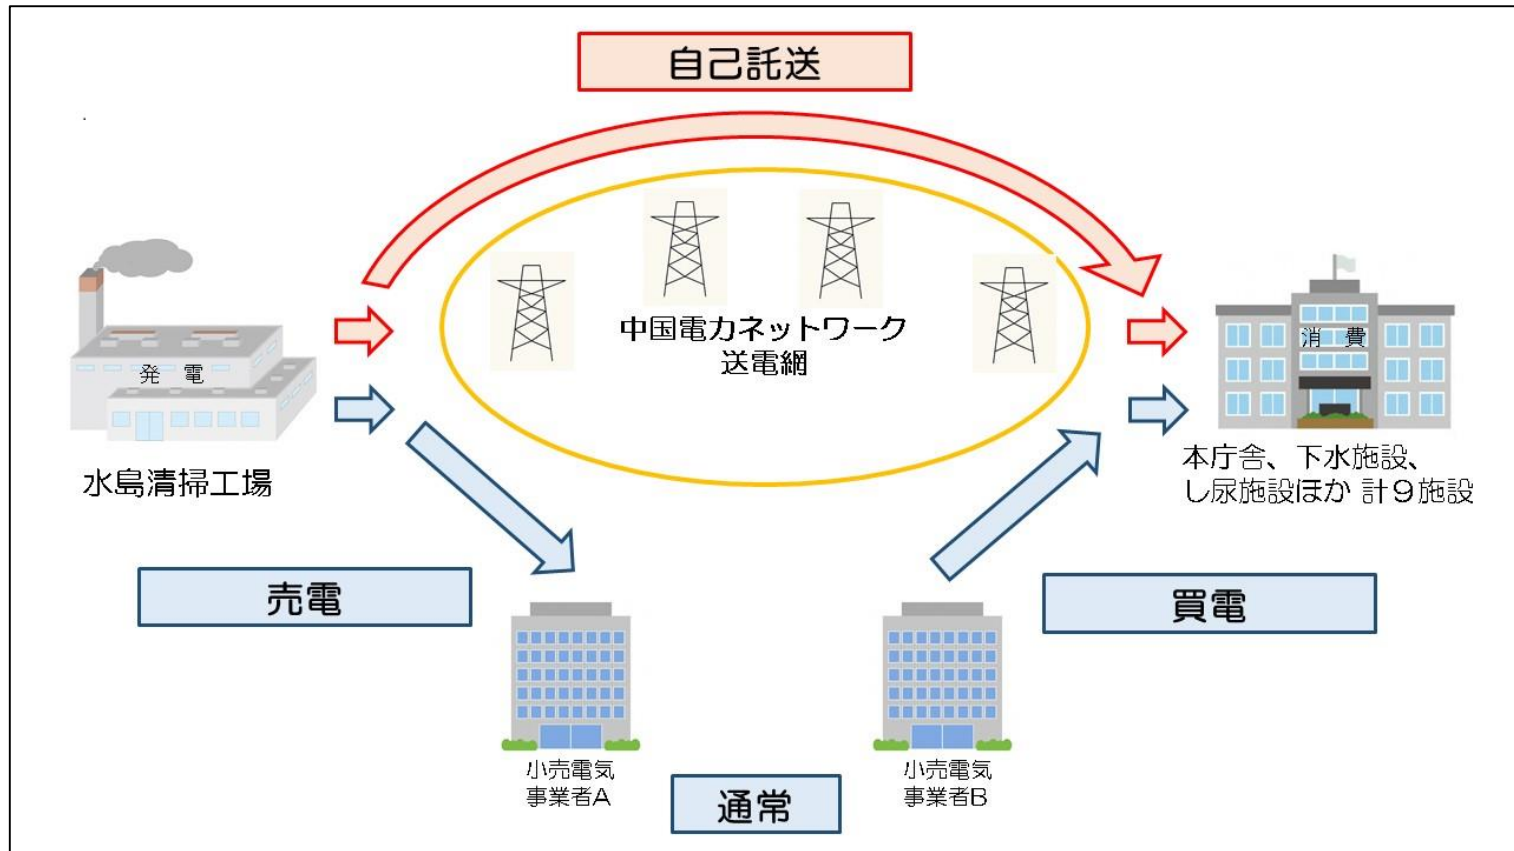 自己託送
中国電力ネットワーク
送電網
発 電
消 費
水島清掃工場
本庁舎、下水施設、
し尿施設ほか 計９施設
売電
買電
小売電気
事業者A
小売電気
事業者B
通常